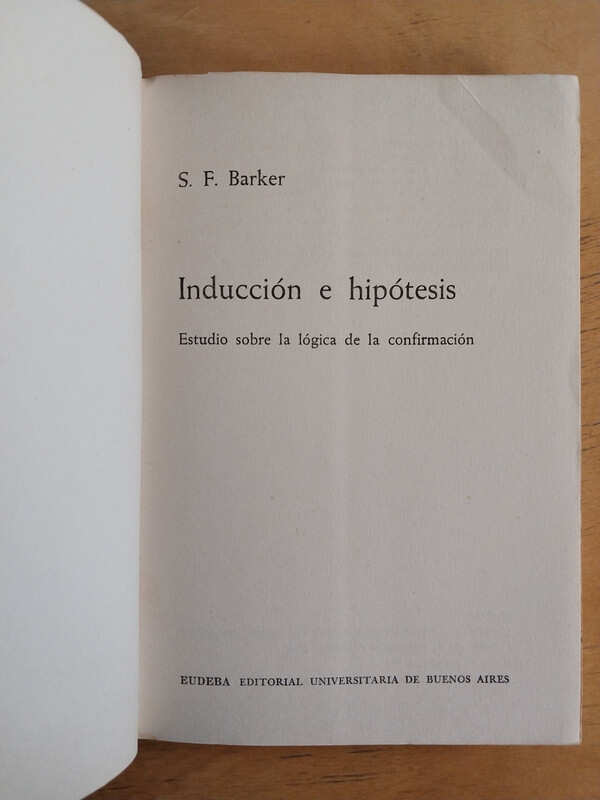 S. F. Barker
Inducción e hipótesis
Estudio sobre la lógica de la confirmación
EUDEBA EDITORIAL UNIVERSITARIA DE BUENOS AIRES